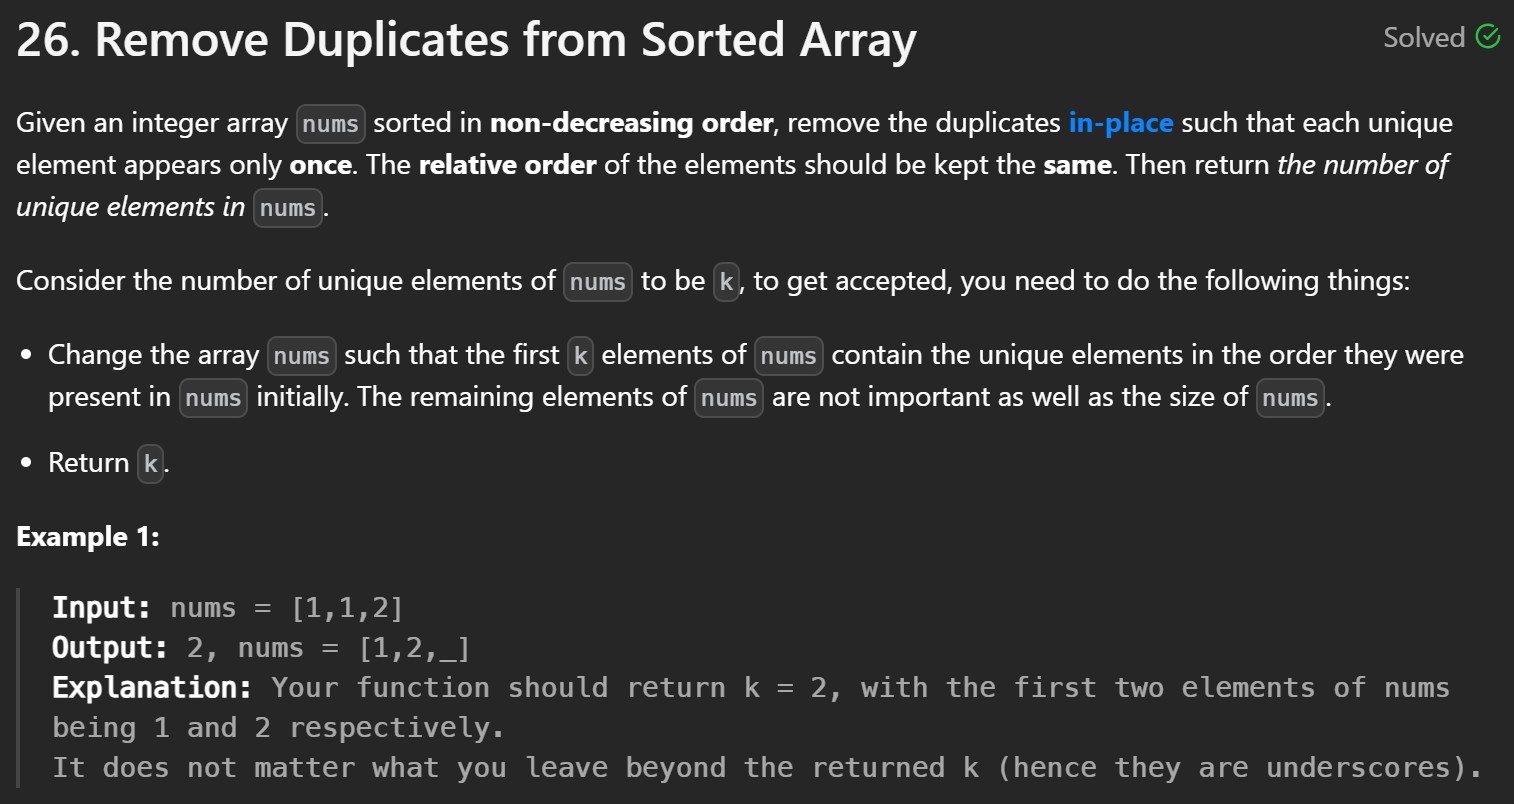 26. Remove Duplicates from Sorted Array
Solved
Given an integer array nums sorted in non-decreasing order, remove the duplicates in-place such that each unique
element appears only once. The relative order of the elements should be kept the same. Then return the number of
unique elements in nums.
Consider the number of unique elements of nums to be k, to get accepted, you need to do the following things:
• Change the array nums such that the first k elements of nums contain the unique elements in the order they were
present in nums initially. The remaining elements of nums are not important as well as the size of nums.
• Return k.
Example 1:
Input: nums = [1,1,2]
Output: 2, nums = [1,2,_]
Explanation: Your function should return k = 2, with the first two elements of nums
being 1 and 2 respectively.
It does not matter what you leave beyond the returned k (hence they are underscores).